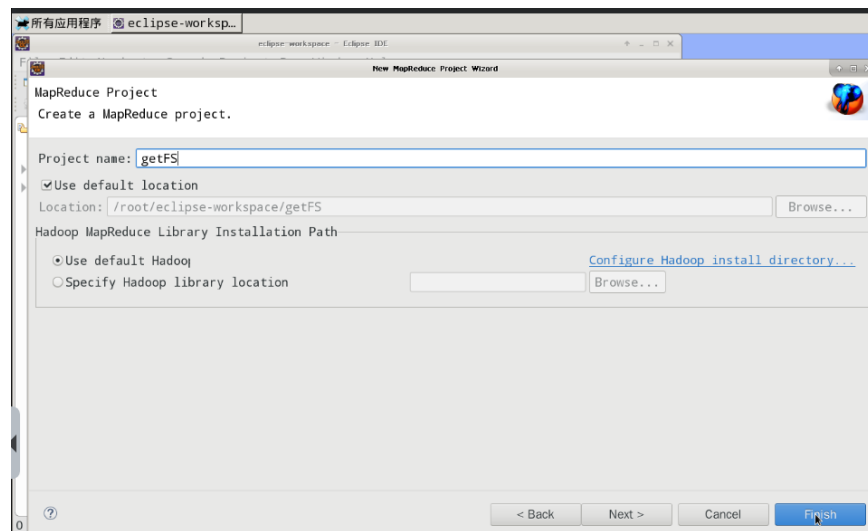 所有应用程序 eclipse-worksp...
eclipse-workspace - Eclipse IDE
New MapReduce Project Wizard
MapReduce Project
Create a MapReduce project.
Project name: getFS
Use default location
Location: /root/eclipse-workspace/getFS Browse...
Hadoop MapReduce Library Installation Path
Use default Hadoop Configure Hadoop install directory...
Specify Hadoop library location Browse...
< Back Next > Cancel Finish
0